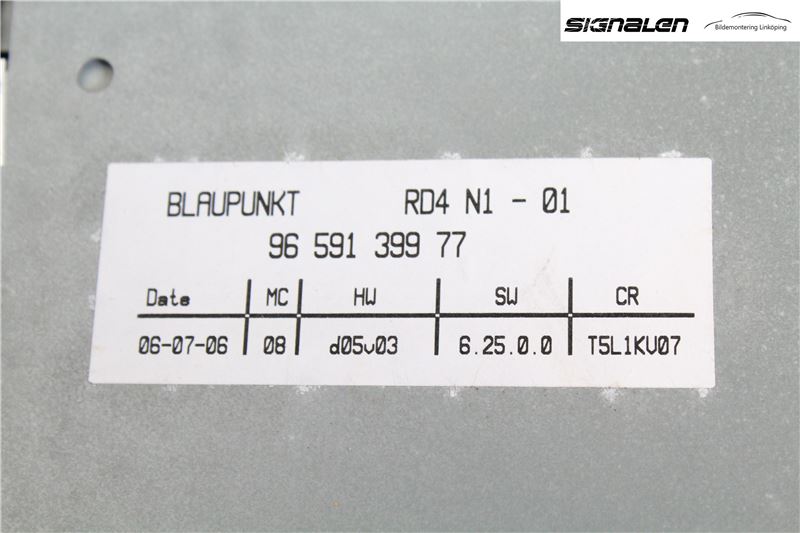 SIGNALEN Bildemontering Linköping
BLAUPUNKT RD4 N1 - 01
96 591 399 77
Date MC HW SW CR
06-07-06 08 d05v03 6.25.0.0 T5L1KV07